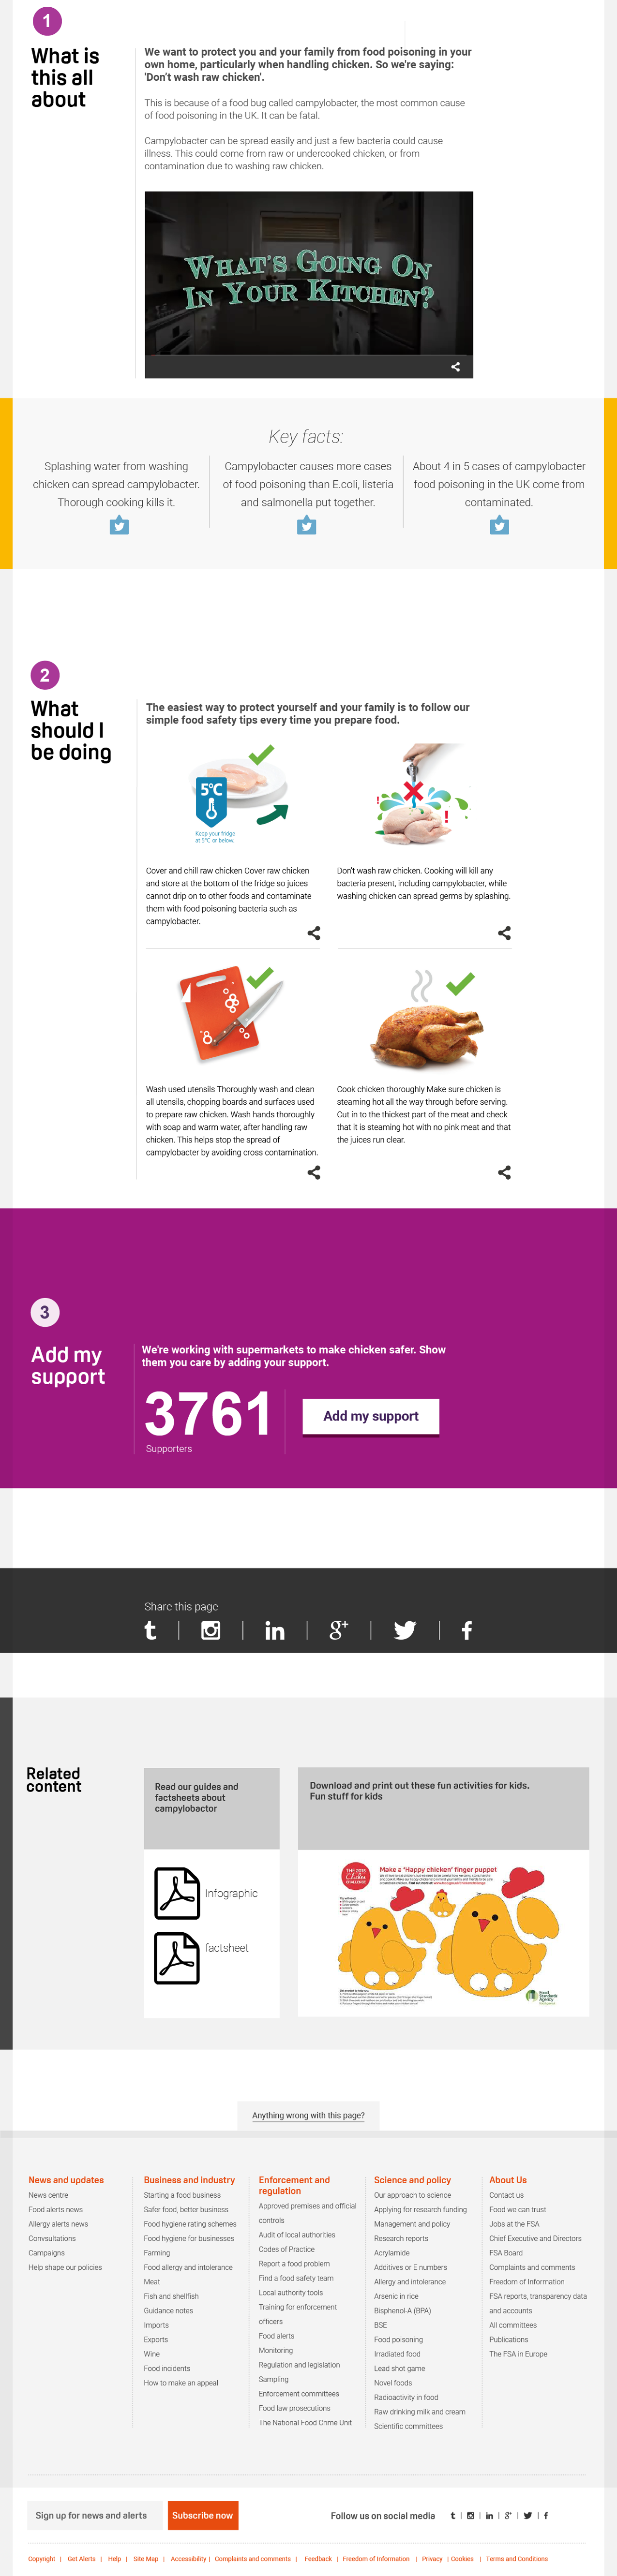 1
What is
this all
about
We want to protect you and your family from food poisoning in your
own home, particularly when handling chicken. So we're saying:
'Don't wash raw chicken'.
This is because of a food bug called campylobacter, the most common cause
of food poisoning in the UK. It can be fatal.
Campylobacter can be spread easily and just a few bacteria could cause
illness. This could come from raw or undercooked chicken, or from
contamination due to washing raw chicken.
WHAT'S GOING ON
IN YOUR KITCHEN?
Key facts:
Splashing water from washing
chicken can spread campylobacter.
Thorough cooking kills it.
Campylobacter causes more cases
of food poisoning than E.coli, listeria
and salmonella put together.
About 4 in 5 cases of campylobacter
food poisoning in the UK come from
contaminated.
2
What
should I
be doing
The easiest way to protect yourself and your family is to follow our
simple food safety tips every time you prepare food.
5°C
Keep your fridge
at 5°C or below.
Cover and chill raw chicken Cover raw chicken
and store at the bottom of the fridge so juices
cannot drip on to other foods and contaminate
them with food poisoning bacteria such as
campylobacter.
Don't wash raw chicken. Cooking will kill any
bacteria present, including campylobacter, while
washing chicken can spread germs by splashing.
Wash used utensils Thoroughly wash and clean
all utensils, chopping boards and surfaces used
to prepare raw chicken. Wash hands thoroughly
with soap and warm water, after handling raw
chicken. This helps stop the spread of
campylobacter by avoiding cross contamination.
Cook chicken thoroughly Make sure chicken is
steaming hot all the way through before serving.
Cut in to the thickest part of the meat and check
that it is steaming hot with no pink meat and that
the juices run clear.
3
Add my
support
We're working with supermarkets to make chicken safer. Show
them you care by adding your support.
3761
Supporters
Add my support
Share this page
Related
content
Read our guides and
factsheets about
campylobactor
Infographic
factsheet
Download and print out these fun activities for kids.
Fun stuff for kids
THE 2015
Chicken
CHALLENGE
Make a 'Happy chicken' finger puppet
Food
Standards
Agency
Anything wrong with this page?
News and updates
News centre
Food alerts news
Allergy alerts news
Convsultations
Campaigns
Help shape our policies
Business and industry
Starting a food business
Safer food, better business
Food hygiene rating schemes
Food hygiene for businesses
Farming
Food allergy and intolerance
Meat
Fish and shellfish
Guidance notes
Imports
Exports
Wine
Food incidents
How to make an appeal
Enforcement and
regulation
Approved premises and official
controls
Audit of local authorities
Codes of Practice
Report a food problem
Find a food safety team
Local authority tools
Training for enforcement
officers
Food alerts
Monitoring
Regulation and legislation
Sampling
Enforcement committees
Food law prosecutions
The National Food Crime Unit
Science and policy
Our approach to science
Applying for research funding
Management and policy
Research reports
Acrylamide
Additives or E numbers
Allergy and intolerance
Arsenic in rice
Bisphenol-A (BPA)
BSE
Food poisoning
Irradiated food
Lead shot game
Novel foods
Radioactivity in food
Raw drinking milk and cream
Scientific committees
About Us
Contact us
Food we can trust
Jobs at the FSA
Chief Executive and Directors
FSA Board
Complaints and comments
Freedom of Information
FSA reports, transparency data
and accounts
All committees
Publications
The FSA in Europe
Sign up for news and alerts
Subscribe now
Follow us on social media
Copyright | Get Alerts | Help | Site Map | Accessibility | Complaints and comments | Feedback | Freedom of Information | Privacy | Cookies | Terms and Conditions